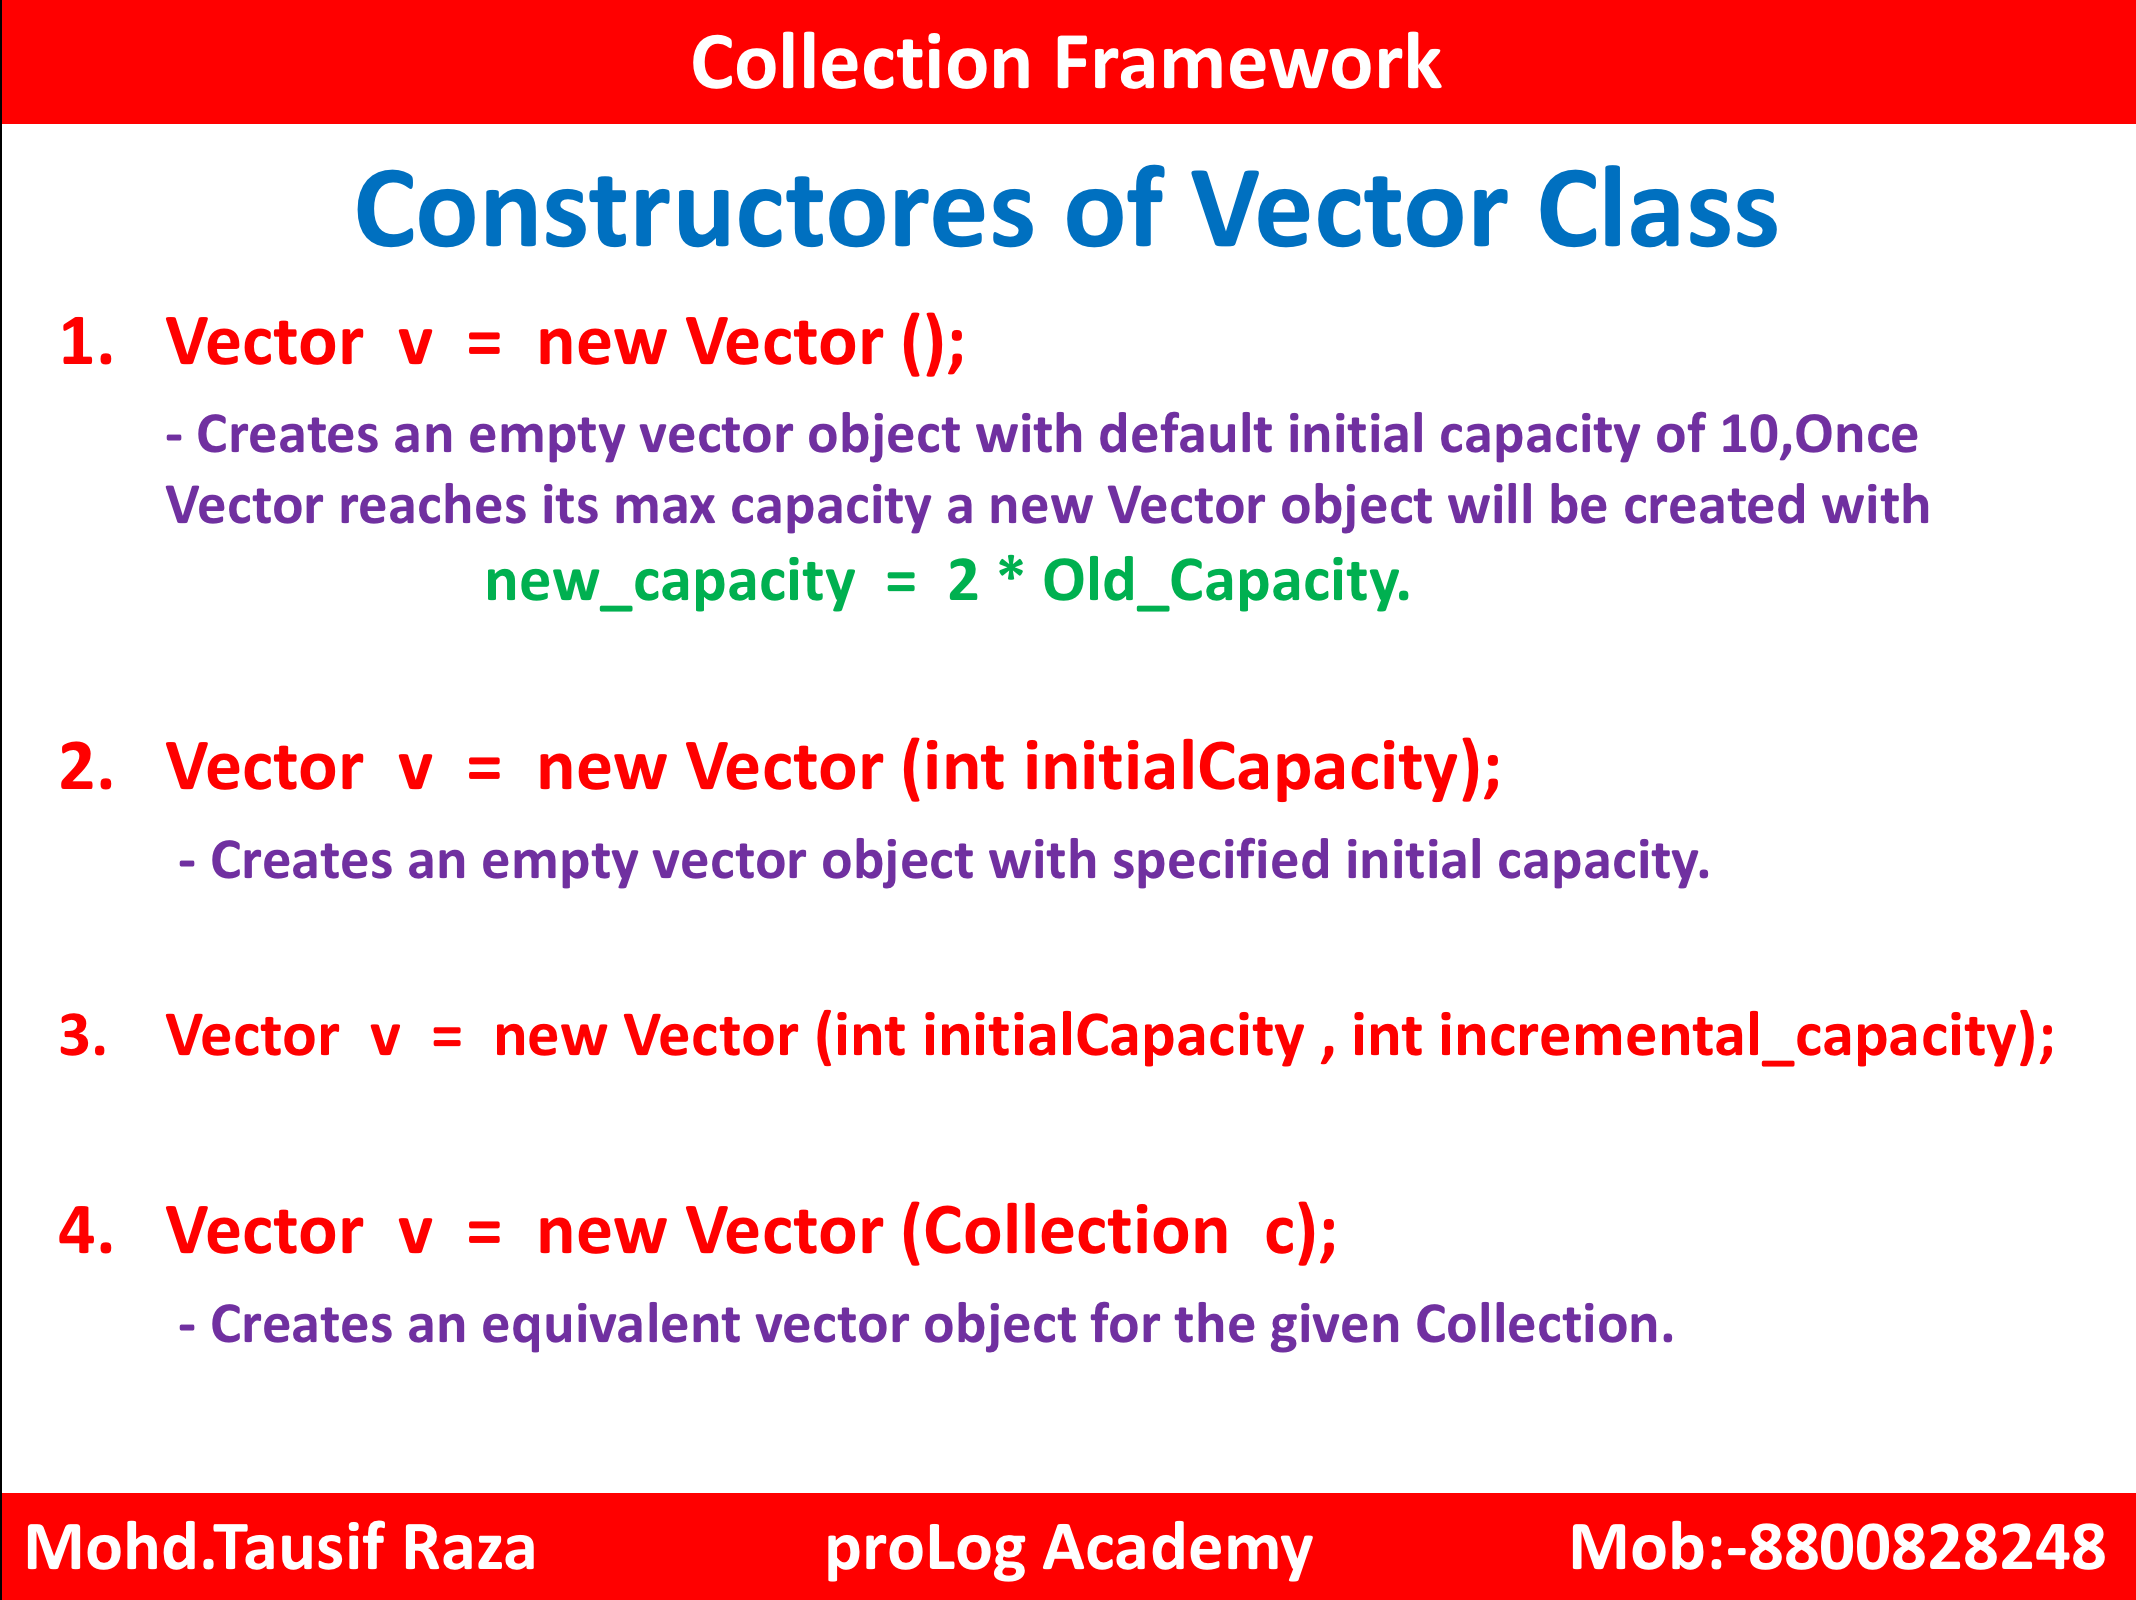 Collection Framework
Constructores of Vector Class
1. Vector v = new Vector ();
- Creates an empty vector object with default initial capacity of 10,Once
Vector reaches its max capacity a new Vector object will be created with
new_capacity = 2 * Old_Capacity.
2. Vector v = new Vector (int initialCapacity);
- Creates an empty vector object with specified initial capacity.
3. Vector v = new Vector (int initialCapacity , int incremental_capacity);
4. Vector v = new Vector (Collection c);
- Creates an equivalent vector object for the given Collection.
Mohd.Tausif Raza proLog Academy Mob:-8800828248